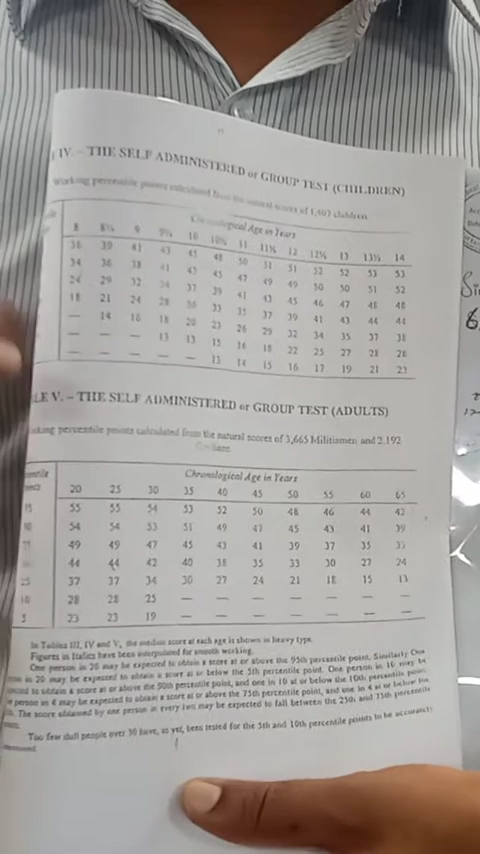 IV. – THE SELF ADMINISTERED or GROUP TEST (CHILDREN)
Working percentile points calculated from the natural scores of 1,407 children
Chronological Age in Years
8 8½ 9 9½ 10 10½ 11 11½ 12 12½ 13 13½ 14
39 41 43 45 50 51 51 52 52 53 53
34 36 38 41 43 45 47 49 49 50 50 51 52
24 29 32 34 37 39 41 43 45 46 47 48 48
18 21 24 28 33 35 37 39 41 43 44 44
— 14 16 18 20 23 26 29 32 34 35 37 38
— — — 13 13 15 16 18 22 25 27 28 28
— — — — — 13 14 15 16 17 19 21 23
LE V. – THE SELF ADMINISTERED or GROUP TEST (ADULTS)
king percentile points calculated from the natural scores of 3,665 Militiamen and 2,192
Chronological Age in Years
20 25 30 35 40 45 50 55 60 65
55 55 54 53 52 50 48 46 44 42
54 54 53 51 49 47 45 43 41 39
49 49 47 45 43 41 39 37 35 33
44 44 42 40 38 35 33 30 27 24
25 37 37 34 30 27 24 21 18 15 13
10 28 28 25 — — — — — — —
5 23 23 19 — — — — — — —
In Tables III, IV and V, the median score at each age is shown in heavy type.
Figures in Italics have been interpolated for smooth working.
One person in 20 may be expected to obtain a score at or above the 95th percentile point. Similarly One
in 20 may be expected to obtain a score at or below the 5th percentile point. One person in 10 may be
to obtain a score at or above the 90th percentile point, and one in 10 at or below the 10th percentile point.
person in 4 may be expected to obtain a score at or above the 75th percentile point, and one in 4 at or below the
The score obtained by one person in every two may be expected to fall between the 25th and 75th percentile
Too few dull people over 30 have, as yet, been tested for the 5th and 10th percentile points to be accurately